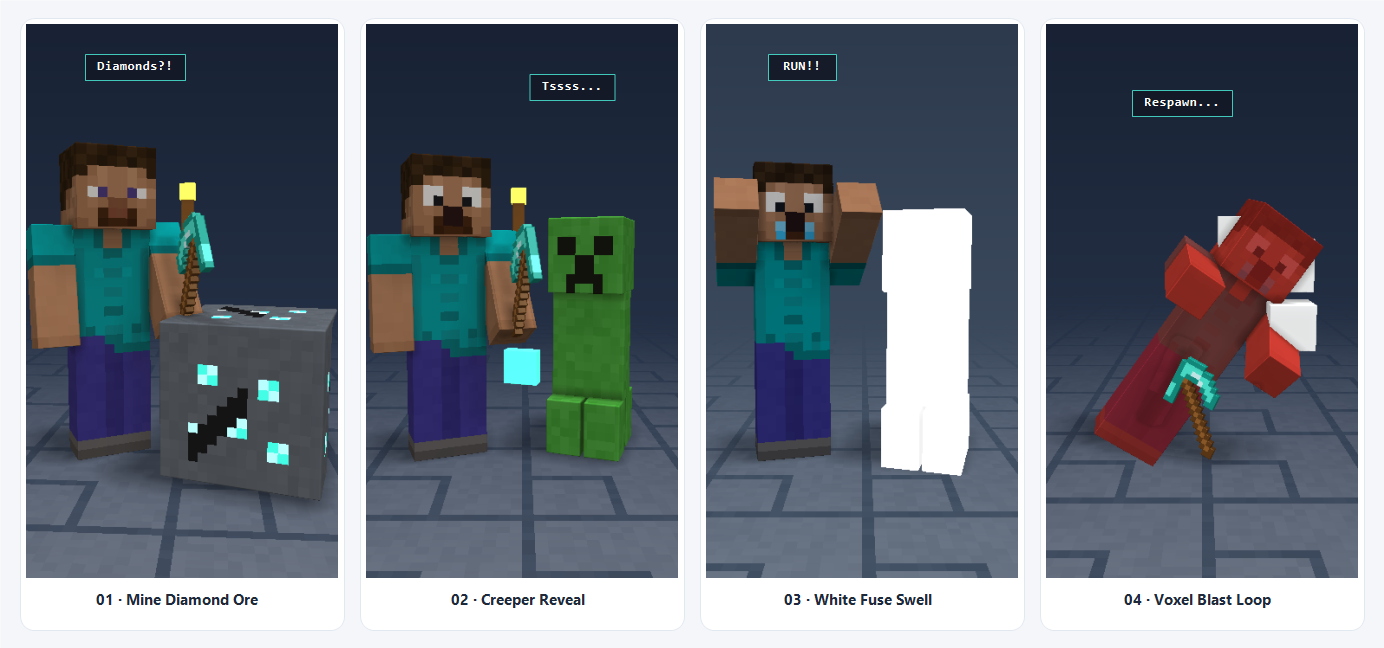 Diamonds?!
Tssss...
RUN!!
Respawn...
01 · Mine Diamond Ore
02 · Creeper Reveal
03 · White Fuse Swell
04 · Voxel Blast Loop